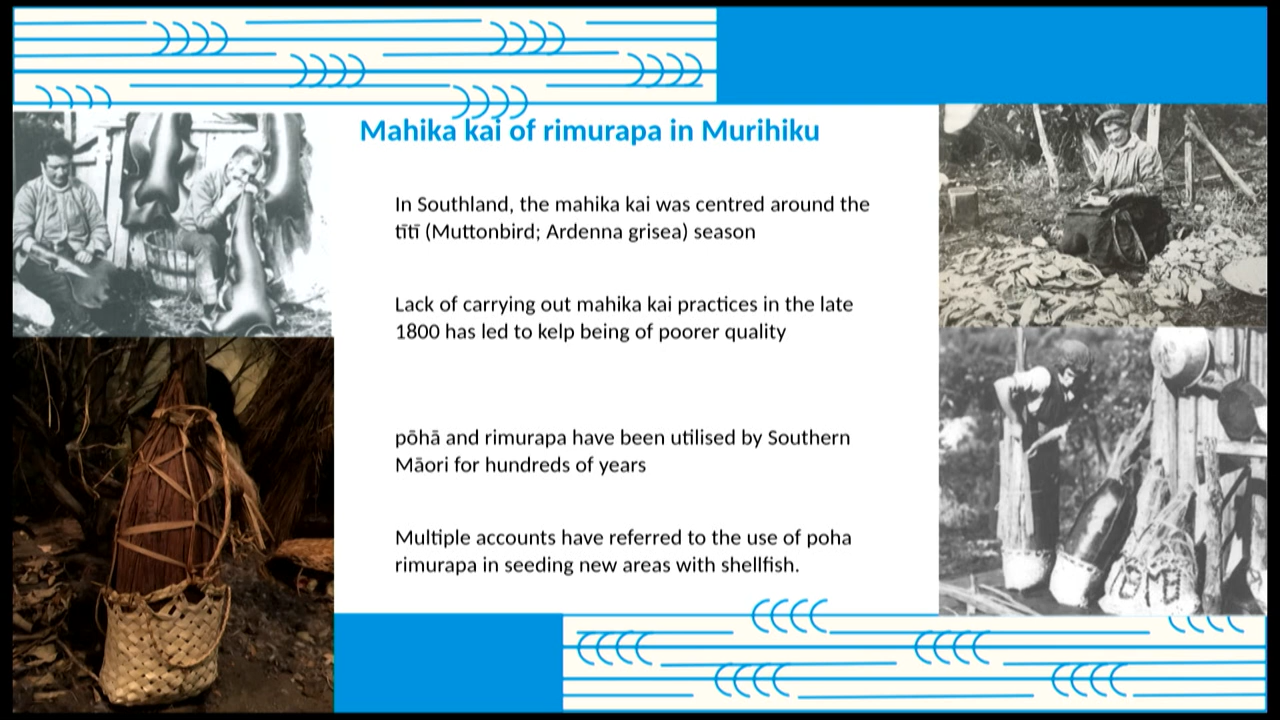 Mahika kai of rimurapa in Murihiku
In Southland, the mahika kai was centred around the
tītī (Muttonbird; Ardenna grisea) season
Lack of carrying out mahika kai practices in the late
1800 has led to kelp being of poorer quality
pōhā and rimurapa have been utilised by Southern
Māori for hundreds of years
Multiple accounts have referred to the use of poha
rimurapa in seeding new areas with shellfish.